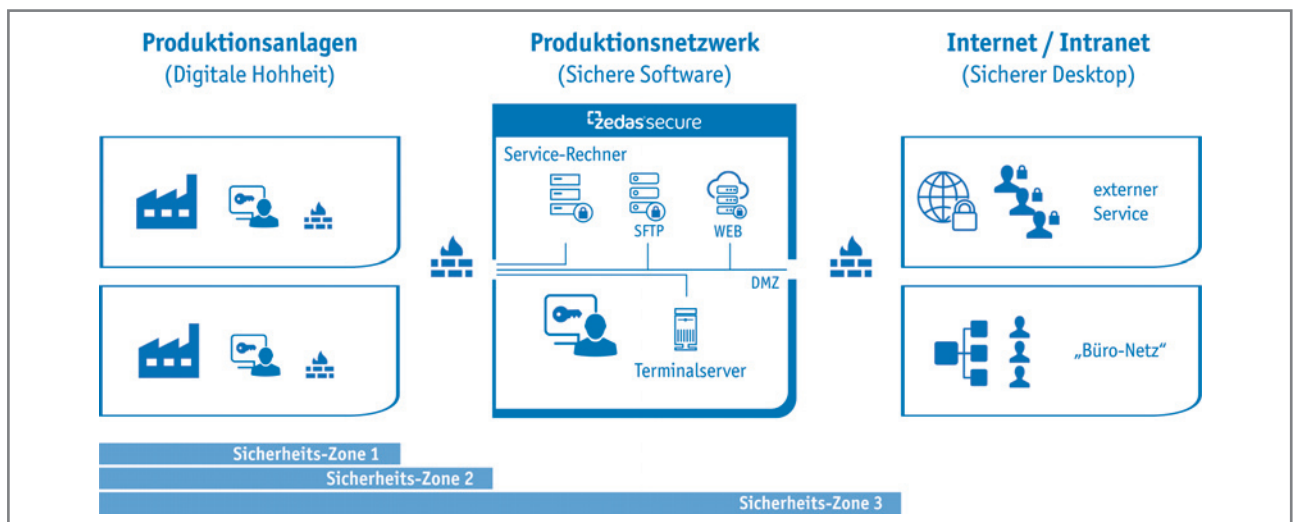 Produktionsanlagen
(Digitale Hohheit)
Produktionsnetzwerk
(Sichere Software)
Internet / Intranet
(Sicherer Desktop)
zedas secure
Service-Rechner
SFTP
WEB
DMZ
Terminalserver
externer
Service
„Büro-Netz“
Sicherheits-Zone 1
Sicherheits-Zone 2
Sicherheits-Zone 3